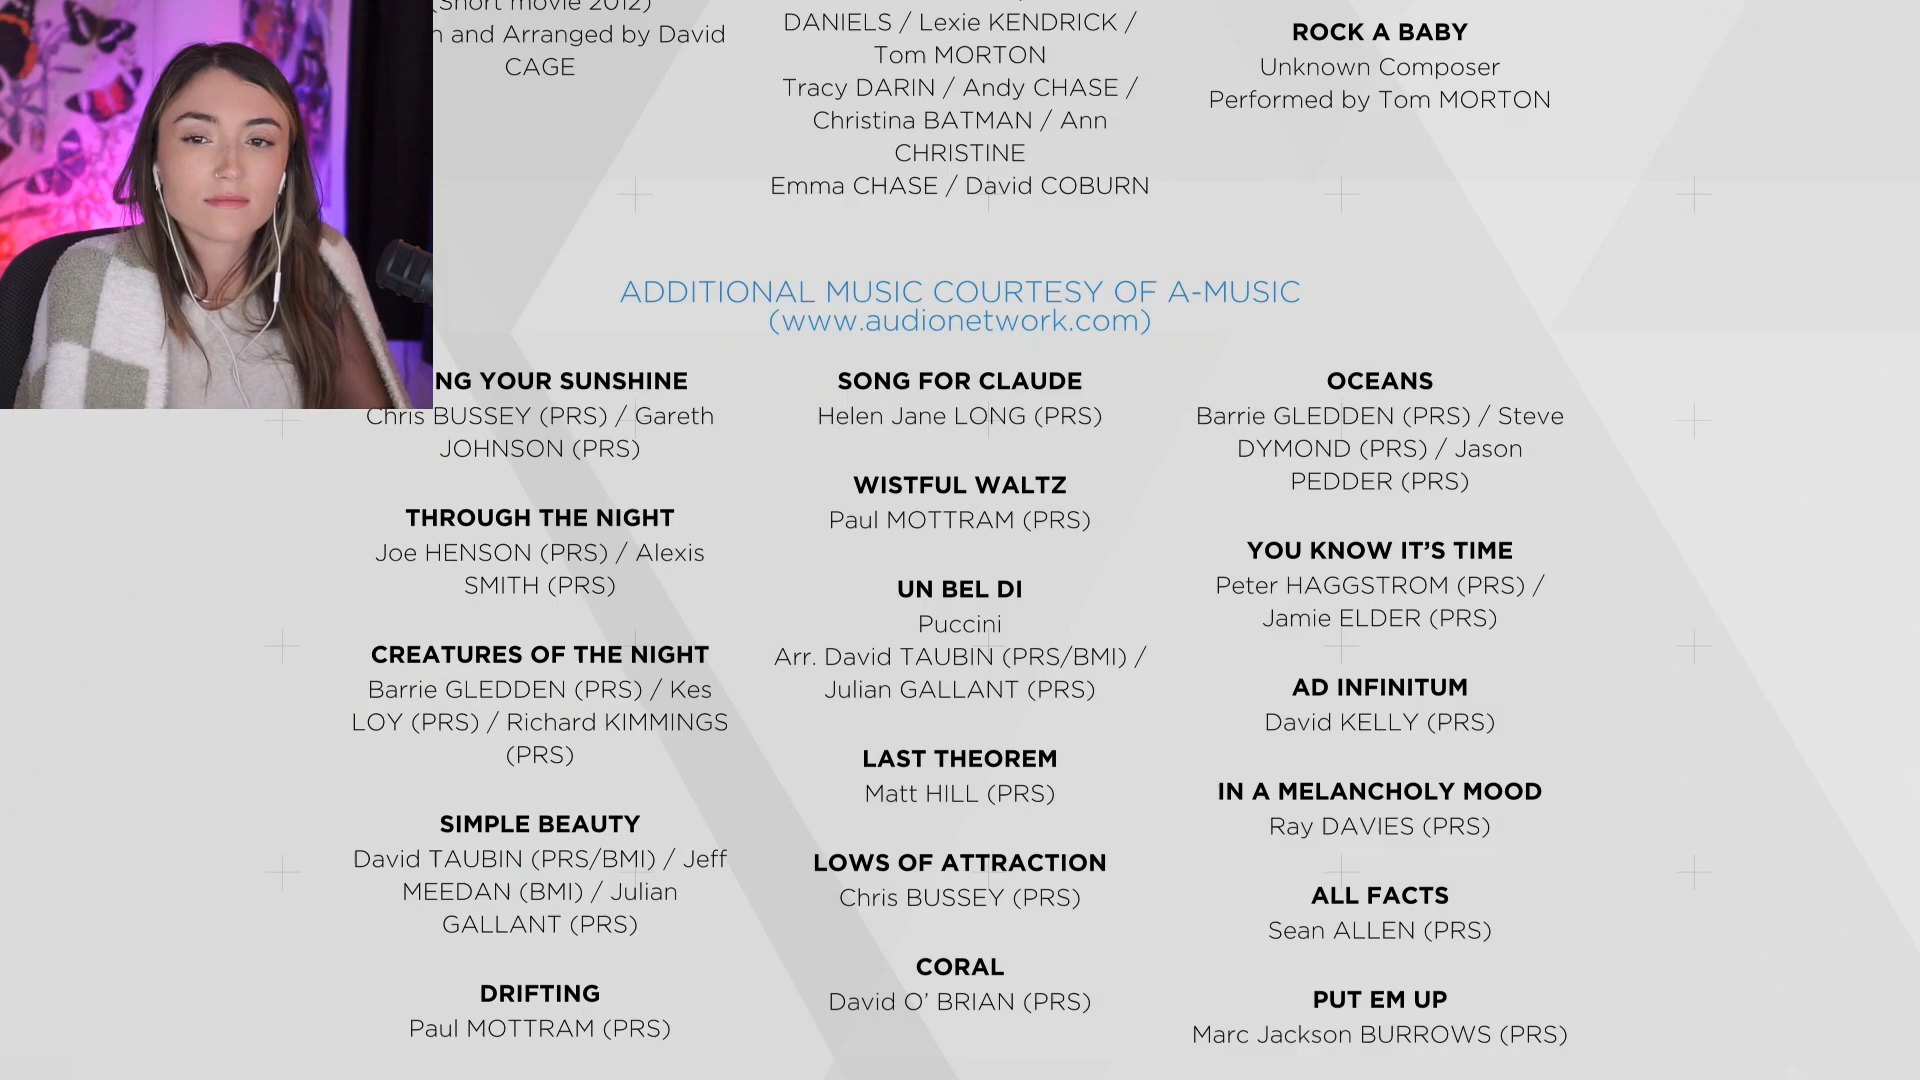 (Short movie 2012)
and Arranged by David
CAGE
DANIELS / Lexie KENDRICK /
Tom MORTON
Tracy DARIN / Andy CHASE /
Christina BATMAN / Ann
CHRISTINE
Emma CHASE / David COBURN
ROCK A BABY
Unknown Composer
Performed by Tom MORTON
ADDITIONAL MUSIC COURTESY OF A-MUSIC
(www.audionetwork.com)
NG YOUR SUNSHINE
Chris BUSSEY (PRS) / Gareth
JOHNSON (PRS)
THROUGH THE NIGHT
Joe HENSON (PRS) / Alexis
SMITH (PRS)
CREATURES OF THE NIGHT
Barrie GLEDDEN (PRS) / Kes
LOY (PRS) / Richard KIMMINGS
(PRS)
SIMPLE BEAUTY
David TAUBIN (PRS/BMI) / Jeff
MEEDAN (BMI) / Julian
GALLANT (PRS)
DRIFTING
Paul MOTTRAM (PRS)
SONG FOR CLAUDE
Helen Jane LONG (PRS)
WISTFUL WALTZ
Paul MOTTRAM (PRS)
UN BEL DI
Puccini
Arr. David TAUBIN (PRS/BMI) /
Julian GALLANT (PRS)
LAST THEOREM
Matt HILL (PRS)
LOWS OF ATTRACTION
Chris BUSSEY (PRS)
CORAL
David O’ BRIAN (PRS)
OCEANS
Barrie GLEDDEN (PRS) / Steve
DYMOND (PRS) / Jason
PEDDER (PRS)
YOU KNOW IT’S TIME
Peter HAGGSTROM (PRS) /
Jamie ELDER (PRS)
AD INFINITUM
David KELLY (PRS)
IN A MELANCHOLY MOOD
Ray DAVIES (PRS)
ALL FACTS
Sean ALLEN (PRS)
PUT EM UP
Marc Jackson BURROWS (PRS)